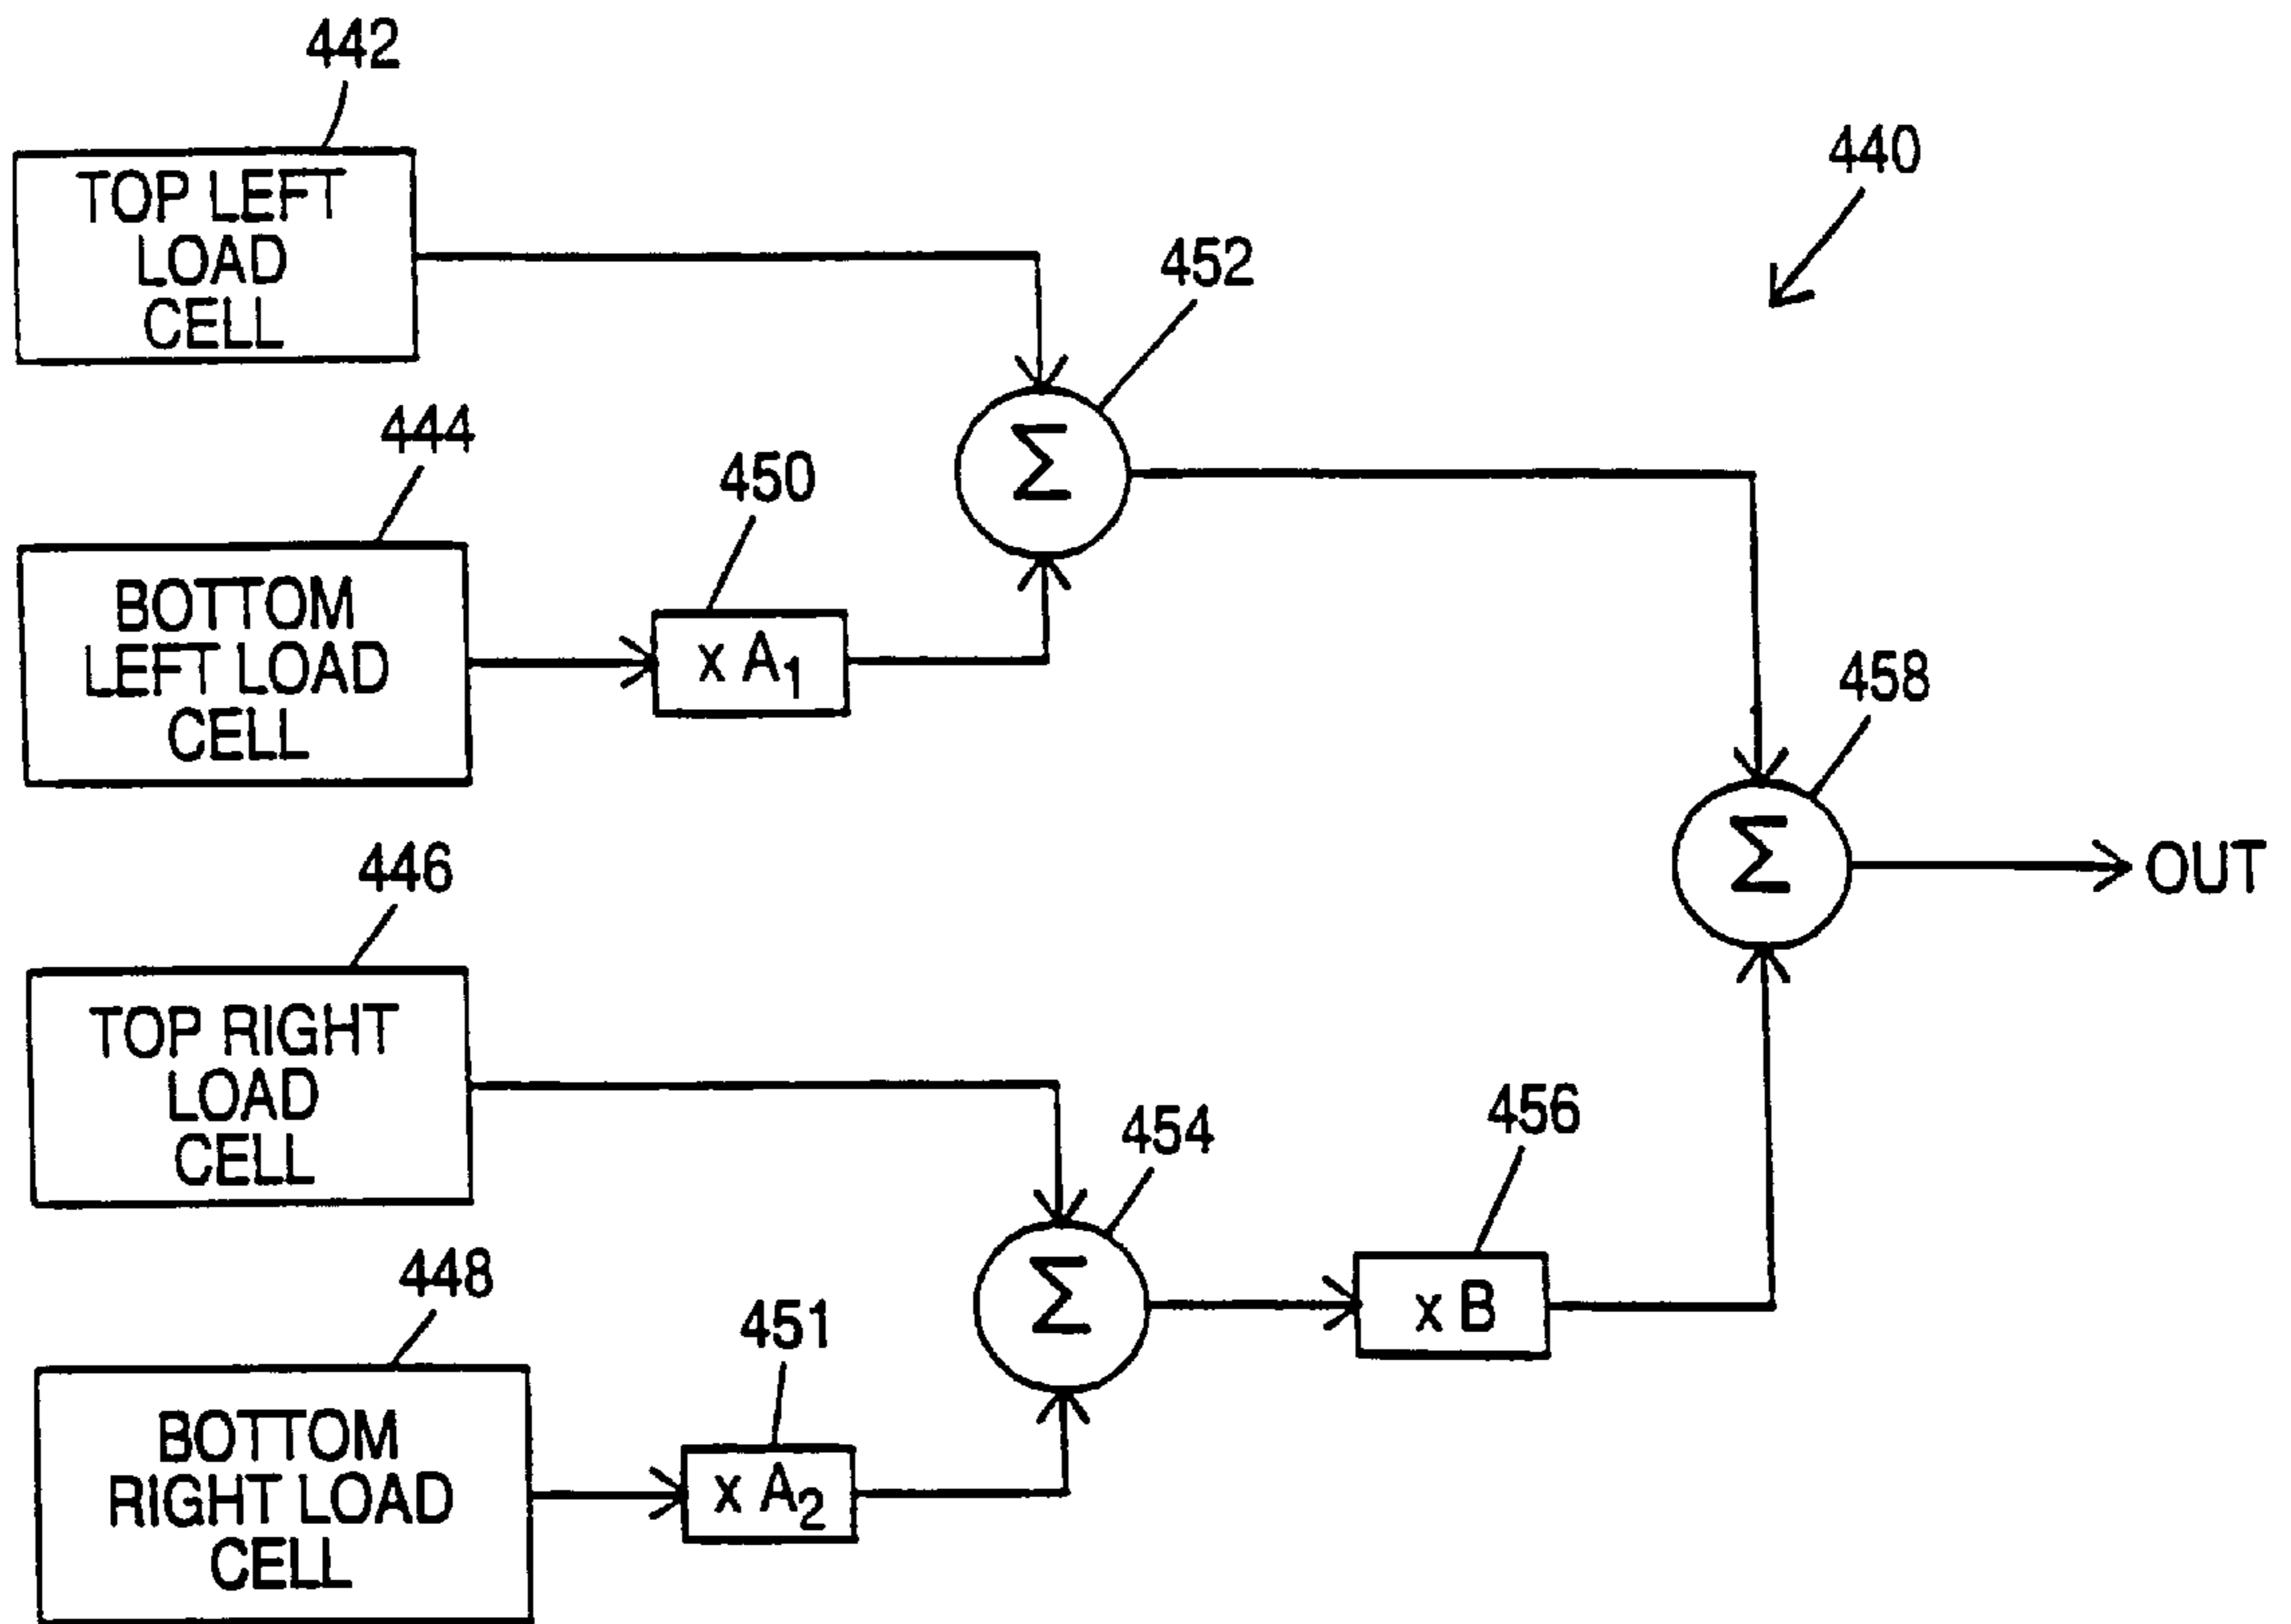 442
TOP LEFT
LOAD
CELL
440
452
Σ
444
BOTTOM
LEFT LOAD
CELL
450
x A₁
458
Σ
OUT
446
TOP RIGHT
LOAD
CELL
454
Σ
456
x B
448
BOTTOM
RIGHT LOAD
CELL
451
x A₂